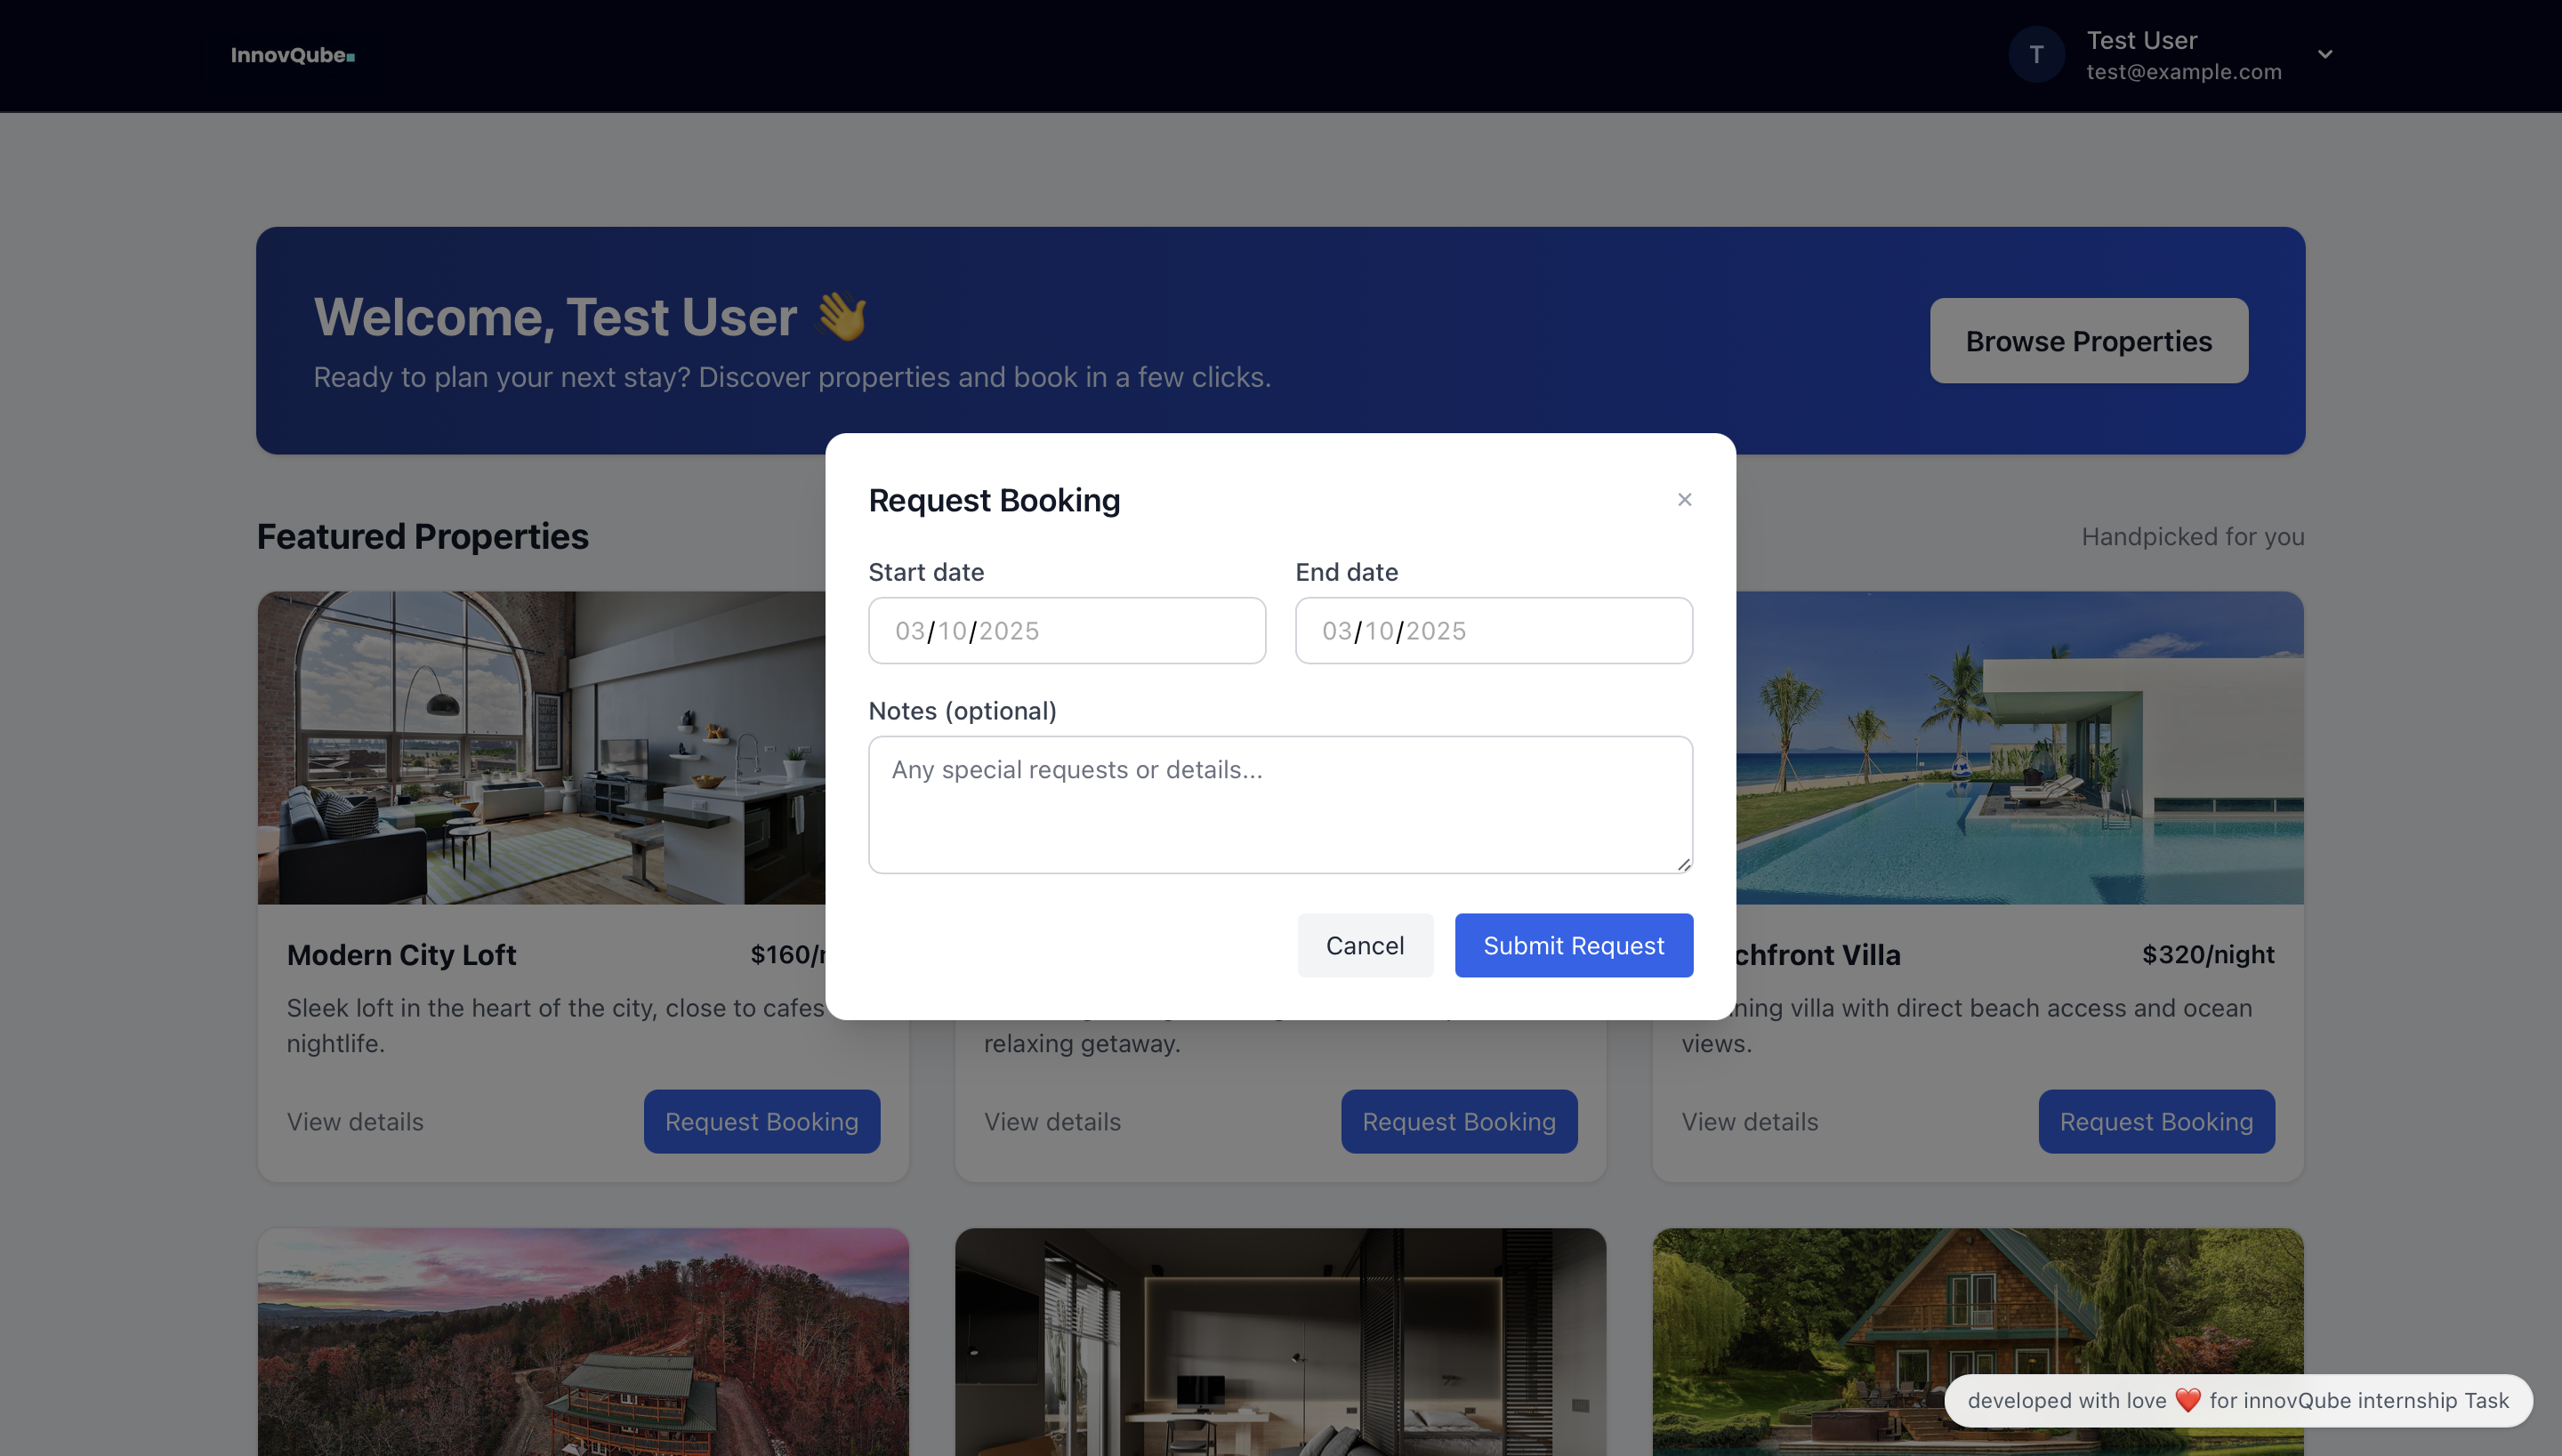 InnovQube
T
Test User
test@example.com
Welcome, Test User 👋
Ready to plan your next stay? Discover properties and book in a few clicks.
Browse Properties
Featured Properties
Handpicked for you
Request Booking
×
Start date
End date
03/10/2025
03/10/2025
Notes (optional)
Any special requests or details...
Cancel
Submit Request
Modern City Loft
$160/
Sleek loft in the heart of the city, close to cafes
nightlife.
View details
Request Booking
relaxing getaway.
View details
Request Booking
chfront Villa
$320/night
ning villa with direct beach access and ocean
views.
View details
Request Booking
developed with love ❤️ for innovQube internship Task